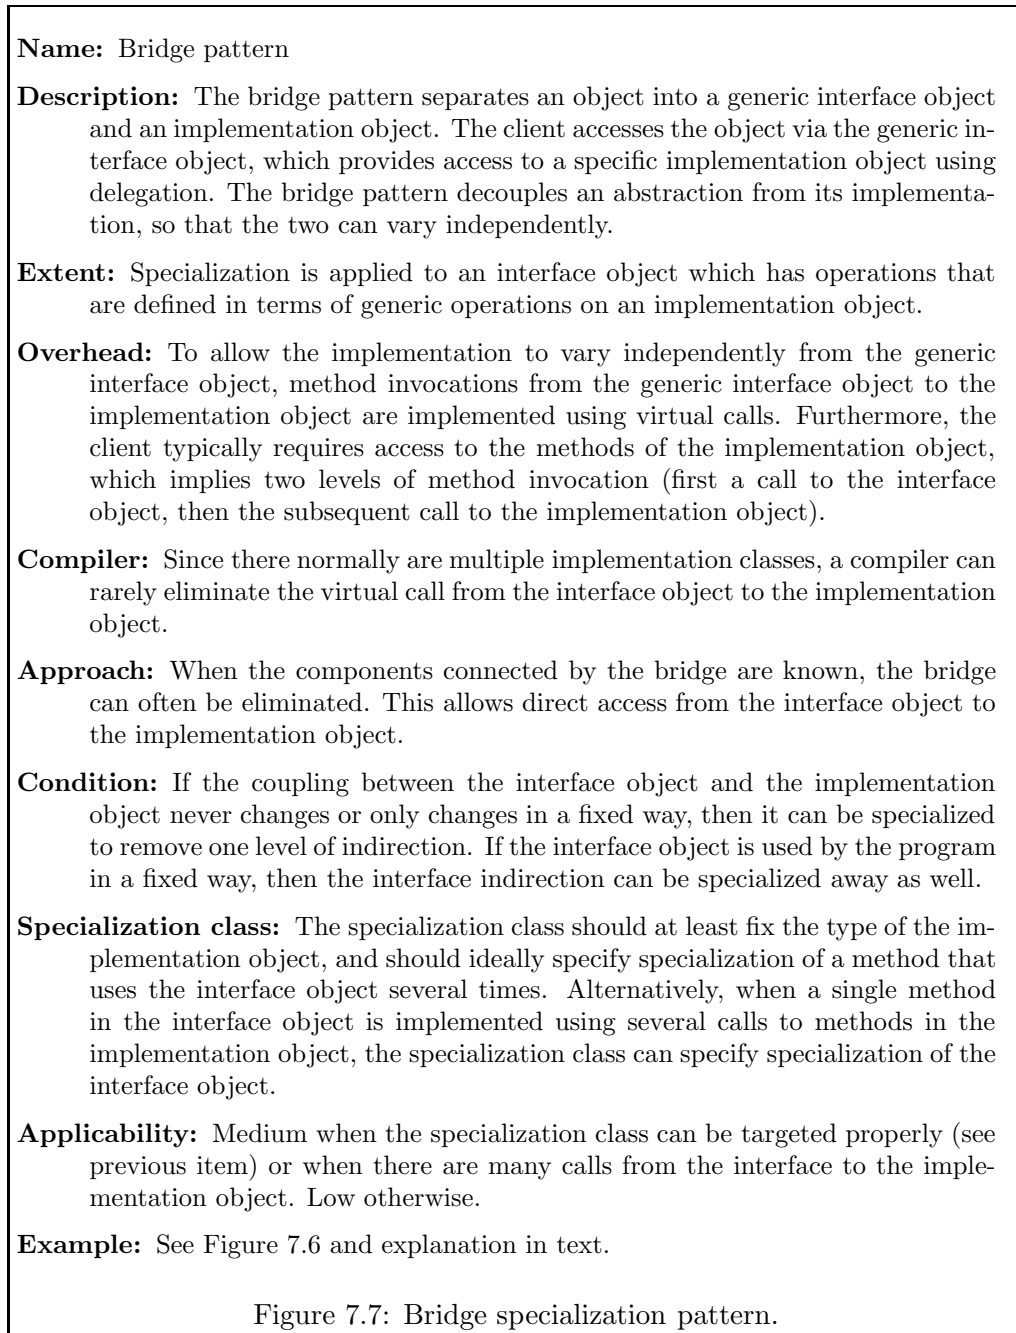 Name: Bridge pattern
Description: The bridge pattern separates an object into a generic interface object
and an implementation object. The client accesses the object via the generic in-
terface object, which provides access to a specific implementation object using
delegation. The bridge pattern decouples an abstraction from its implementa-
tion, so that the two can vary independently.
Extent: Specialization is applied to an interface object which has operations that
are defined in terms of generic operations on an implementation object.
Overhead: To allow the implementation to vary independently from the generic
interface object, method invocations from the generic interface object to the
implementation object are implemented using virtual calls. Furthermore, the
client typically requires access to the methods of the implementation object,
which implies two levels of method invocation (first a call to the interface
object, then the subsequent call to the implementation object).
Compiler: Since there normally are multiple implementation classes, a compiler can
rarely eliminate the virtual call from the interface object to the implementation
object.
Approach: When the components connected by the bridge are known, the bridge
can often be eliminated. This allows direct access from the interface object to
the implementation object.
Condition: If the coupling between the interface object and the implementation
object never changes or only changes in a fixed way, then it can be specialized
to remove one level of indirection. If the interface object is used by the program
in a fixed way, then the interface indirection can be specialized away as well.
Specialization class: The specialization class should at least fix the type of the im-
plementation object, and should ideally specify specialization of a method that
uses the interface object several times. Alternatively, when a single method
in the interface object is implemented using several calls to methods in the
implementation object, the specialization class can specify specialization of the
interface object.
Applicability: Medium when the specialization class can be targeted properly (see
previous item) or when there are many calls from the interface to the imple-
mentation object. Low otherwise.
Example: See Figure 7.6 and explanation in text.
Figure 7.7: Bridge specialization pattern.